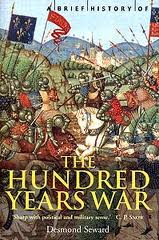 A BRIEF HISTORY OF
THE
HUNDRED
YEARS WAR
'Sharp with political and military sense.' C. P. SNOW
Desmond Seward